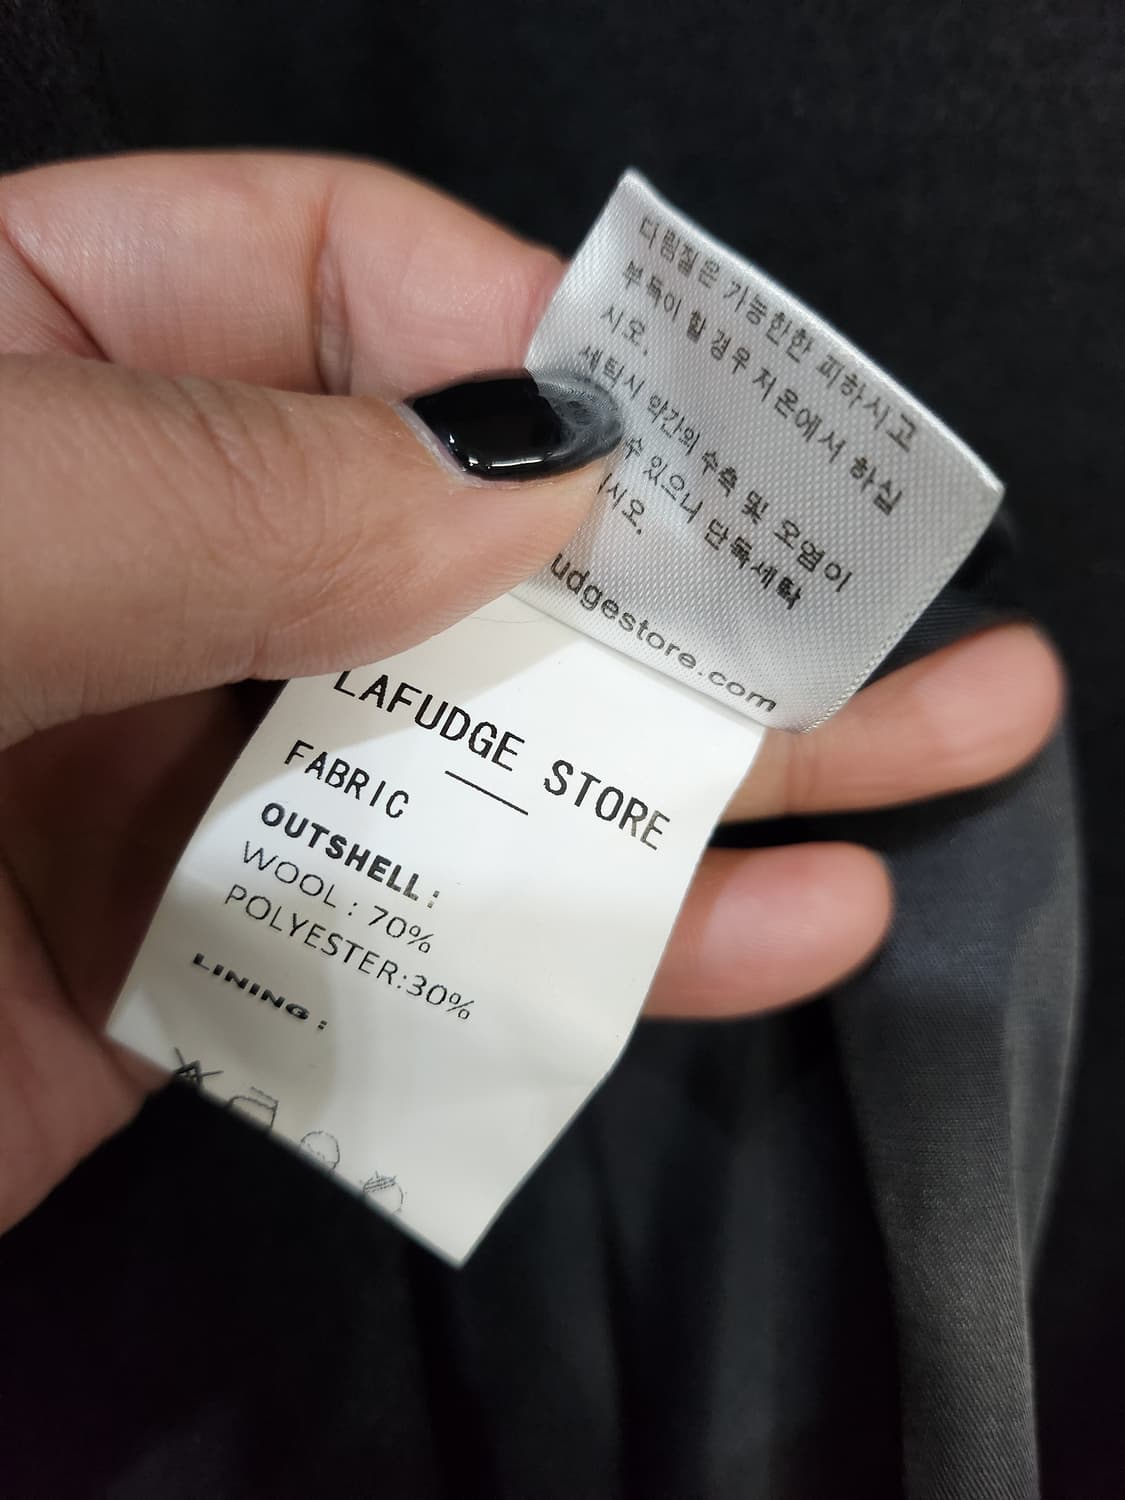 다림질은 가능한한 피하시고
부득이 할 경우 저온에서 하십
시오.
세탁시 약간의 수축 및 오염이
수 있으니 단독세탁
시오.
udgestore.com
LAFUDGE STORE
FABRIC
OUTSHELL:
WOOL : 70%
POLYESTER:30%
LINING :